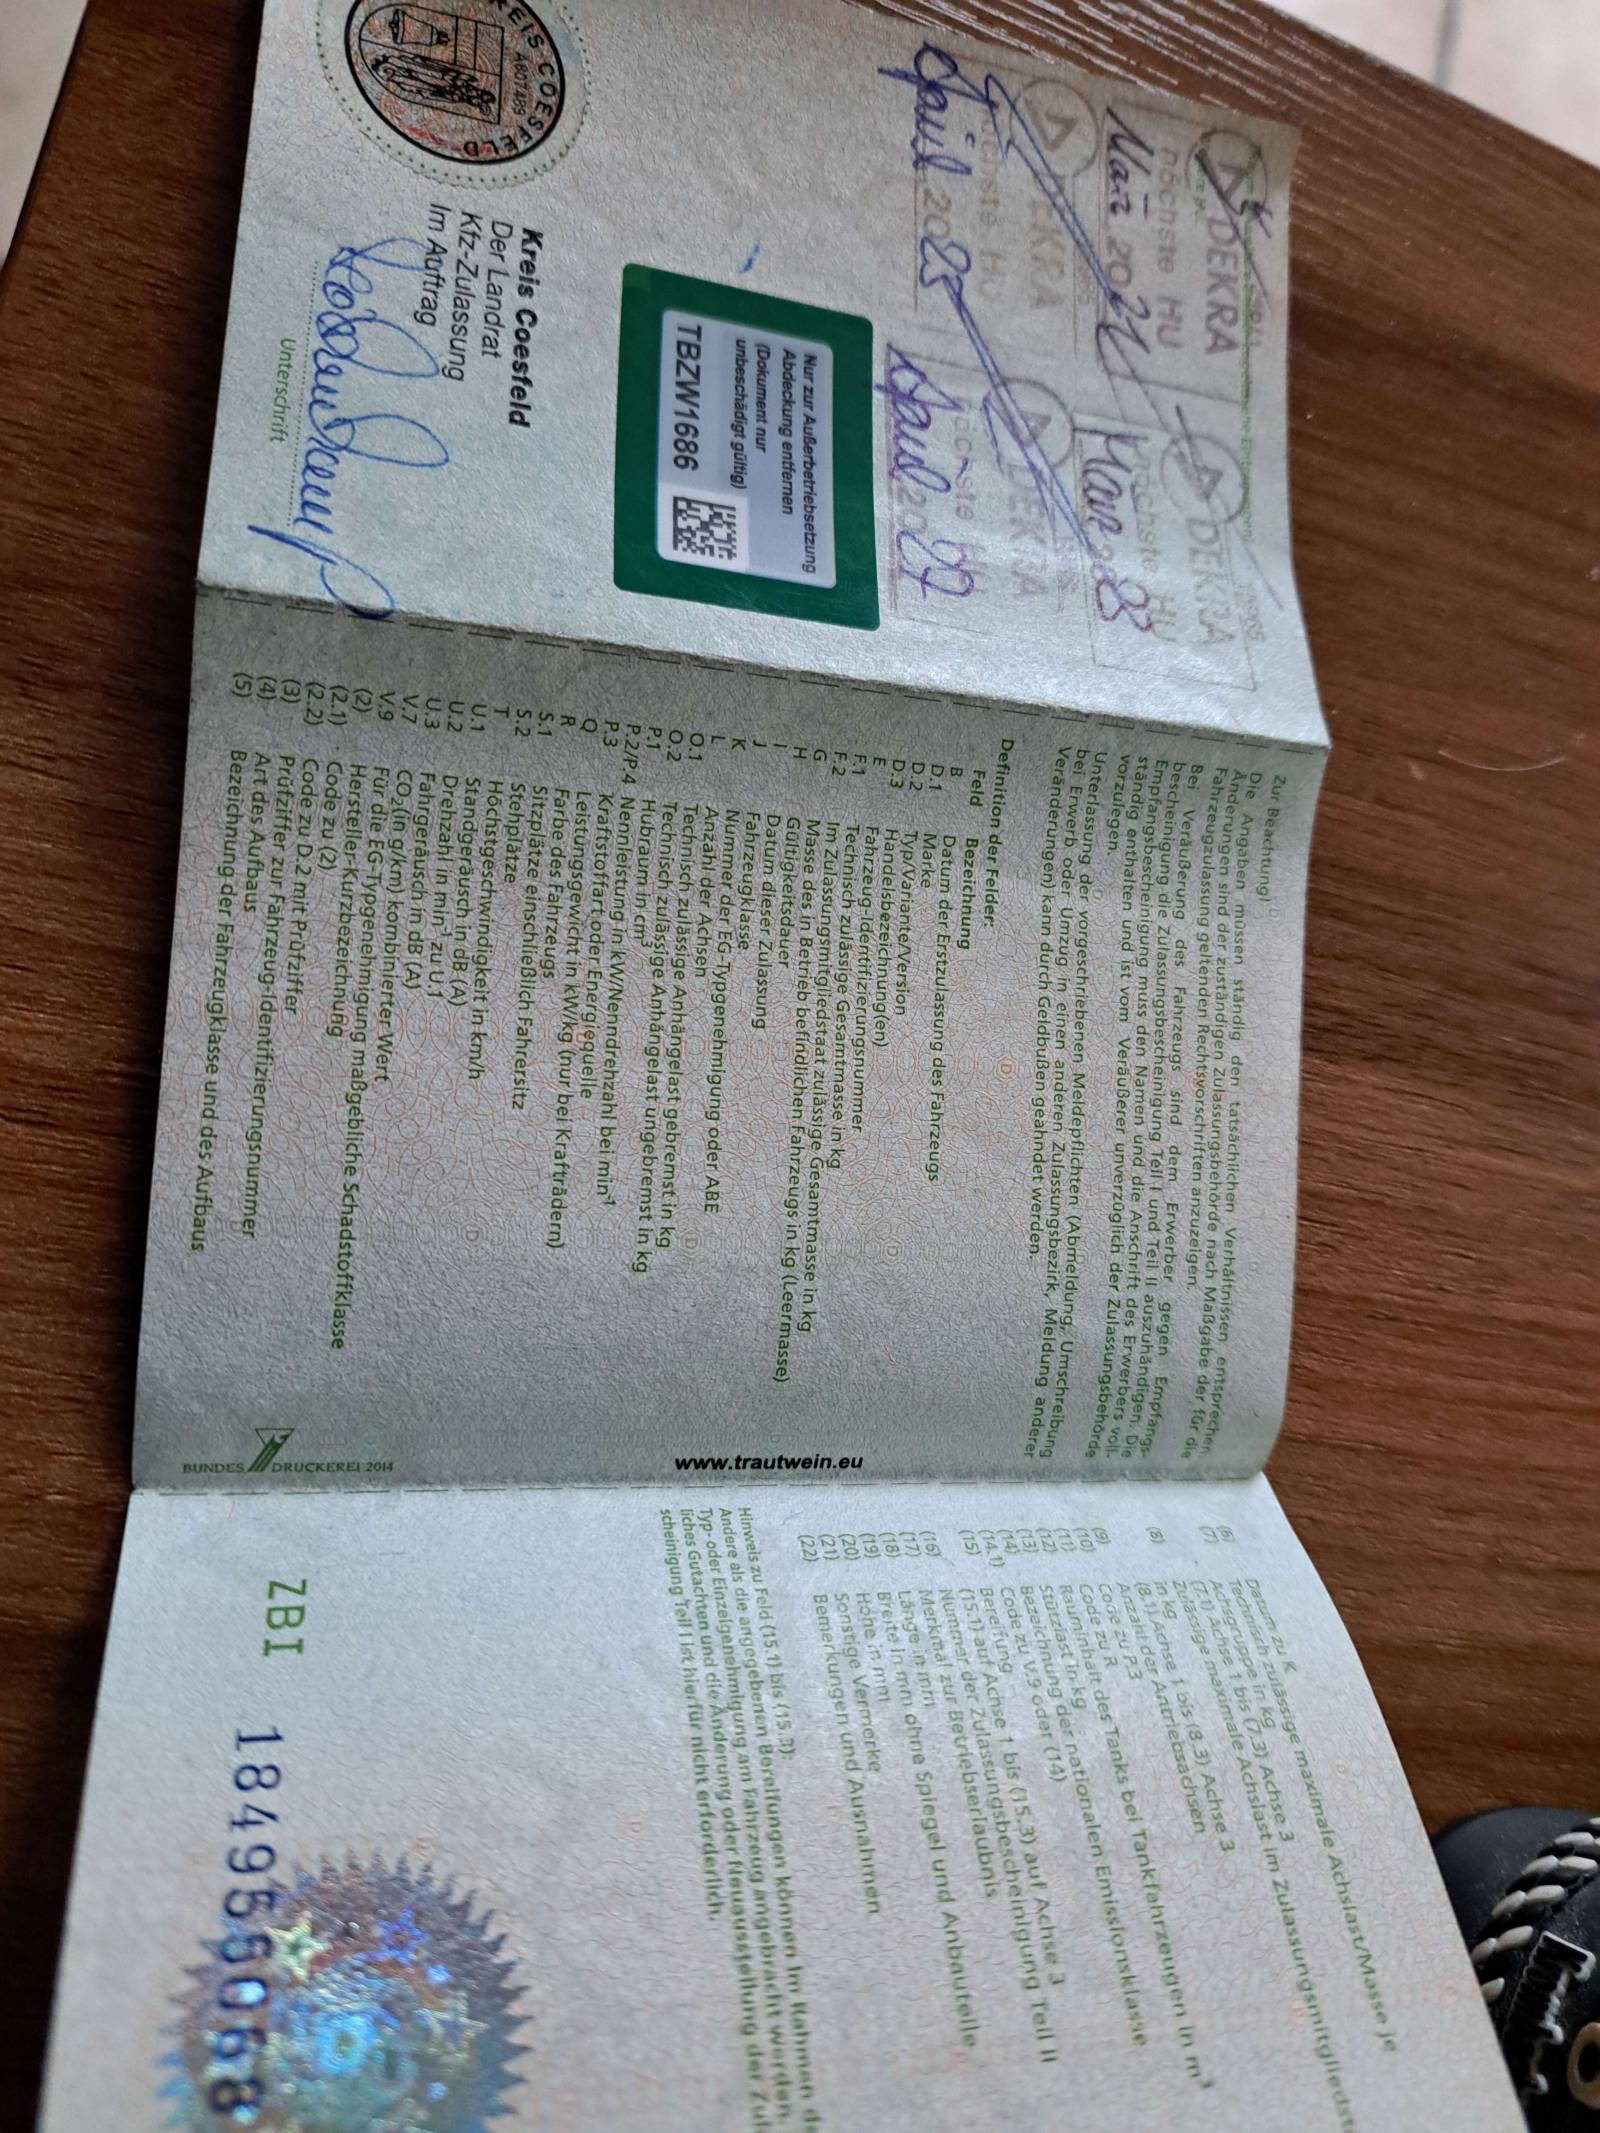 DEKRA
nächste HU
März 2021
DEKRA
nächste HU
März 2023
DEKRA
nächste HU
April 2025
DEKRA
nächste HU
April 2027
Nur zur Außerbetriebsetzung
Abdeckung entfernen
(Dokument nur
unbeschädigt gültig)
TBZW1686
KREIS COESFELD
Kreis Coesfeld
Der Landrat
Kfz-Zulassung
Im Auftrag
Unterschrift
Zur Beachtung!
Die Angaben müssen ständig den tatsächlichen Verhältnissen entsprechen.
Änderungen sind der zuständigen Zulassungsbehörde nach Maßgabe der für die
Fahrzeugzulassung geltenden Rechtsvorschriften anzuzeigen.
Bei Veräußerung des Fahrzeugs sind dem Erwerber gegen Empfangs-
bescheinigung die Zulassungsbescheinigung Teil I und Teil II auszuhändigen. Die
Empfangsbescheinigung muss den Namen und die Anschrift des Erwerbers voll-
ständig enthalten und ist vom Veräußerer unverzüglich der Zulassungsbehörde
vorzulegen.
Unterlassung der vorgeschriebenen Meldepflichten (Abmeldung, Umschreibung
bei Erwerb oder Umzug in einen anderen Zulassungsbezirk, Meldung anderer
Veränderungen) kann durch Geldbußen geahndet werden.
Definition der Felder:
Feld Bezeichnung
B Datum der Erstzulassung des Fahrzeugs
D.1 Marke
D.2 Typ/Variante/Version
D.3 Handelsbezeichnung(en)
E Fahrzeug-Identifizierungsnummer
F.1 Technisch zulässige Gesamtmasse in kg
F.2 Im Zulassungsmitgliedstaat zulässige Gesamtmasse in kg
G Masse des in Betrieb befindlichen Fahrzeugs in kg (Leermasse)
H Gültigkeitsdauer
I Datum dieser Zulassung
J Fahrzeugklasse
K Nummer der EG-Typgenehmigung oder ABE
L Anzahl der Achsen
O.1 Technisch zulässige Anhängelast gebremst in kg
O.2 Technisch zulässige Anhängelast ungebremst in kg
P.1 Hubraum in cm³
P.2/P.4 Nennleistung in kW/Nenndrehzahl bei min⁻¹
P.3 Kraftstoffart oder Energiequelle
Q Leistungsgewicht in kW/kg (nur bei Krafträdern)
R Farbe des Fahrzeugs
S.1 Sitzplätze einschließlich Fahrersitz
S.2 Stehplätze
T Höchstgeschwindigkeit in km/h
U.1 Standgeräusch in dB (A)
U.2 Drehzahl in min⁻¹ zu U.1
U.3 Fahrgeräusch in dB (A)
V.7 CO₂ (in g/km) kombinierter Wert
V.9 Für die EG-Typgenehmigung maßgebliche Schadstoffklasse
(2) Hersteller-Kurzbezeichnung
(2.1) Code zu (2)
(2.2) Code zu D.2 mit Prüfziffer
(3) Prüfziffer zur Fahrzeug-Identifizierungsnummer
(4) Art des Aufbaus
(5) Bezeichnung der Fahrzeugklasse und des Aufbaus
BUNDESDRUCKEREI 2014
www.trautwein.eu
(6) Datum zu K
(7) Technisch zulässige maximale Achslast/Masse je
Achsgruppe in kg
(7.1) Achse 1 bis (7.3) Achse 3
(8) Zulässige maximale Achslast im Zulassungsmitgliedst
in kg
(8.1) Achse 1 bis (8.3) Achse 3
(9) Anzahl der Antriebsachsen
(10) Code zu P.3
(11) Code zu R
(12) Rauminhalt des Tanks bei Tankfahrzeugen in m³
(13) Stützlast in kg
(14) Bezeichnung der nationalen Emissionsklasse
(14.1) Code zu V.9 oder (14)
(15) Bereifung
(15.1) auf Achse 1 bis (15.3) auf Achse 3
(16) Nummer der Zulassungsbescheinigung Teil II
(17) Merkmal zur Betriebserlaubnis
(18) Länge in mm
(19) Breite in mm ohne Spiegel und Anbauteile
(20) Höhe in mm
(21) Sonstige Vermerke
(22) Bemerkungen und Ausnahmen
Hinweis zu Feld (15.1) bis (15.3):
Andere als die angegebenen Bereifungen können im Rahmen de
Typ- oder Einzelgenehmigung am Fahrzeug angebracht werden.
liches Gutachten und die Änderung oder Neuausstellung der Zul
scheinigung Teil I ist hierfür nicht erforderlich.
ZBI 184955068